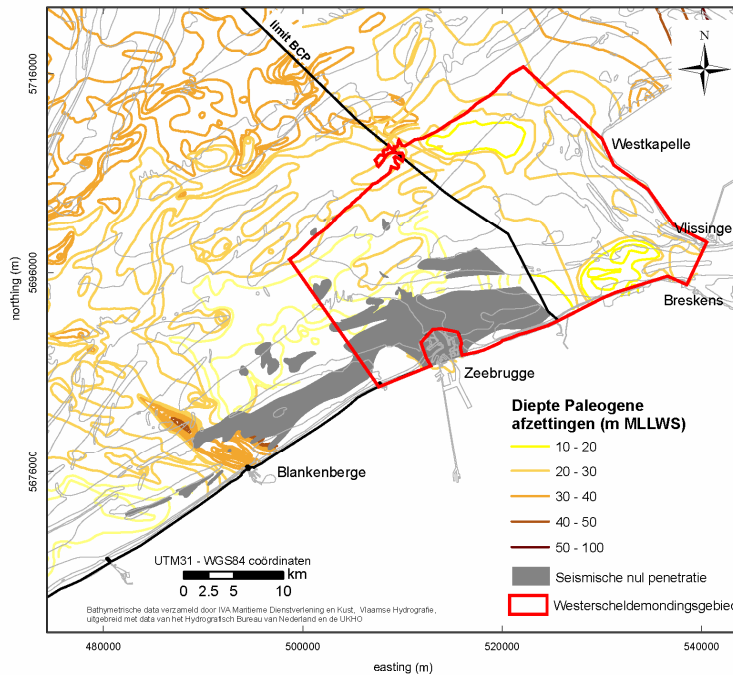 limit BCP
N
5716000
Westkapelle
Vlissinge
5696000
northing (m)
Breskens
Zeebrugge
Diepte Paleogene
afzettingen (m MLLWS)
10 - 20
20 - 30
30 - 40
40 - 50
50 - 100
Seismische nul penetratie
Westerscheldemondingsgebied
5676000
Blankenberge
UTM31 - WGS84 coördinaten
km
0 2.5 5 10
Bathymetrische data verzameld door IVA Maritieme Dienstverlening en Kust, Vlaamse Hydrografie,
uitgebreid met data van het Hydrografisch Bureau van Nederland en de UKHO
480000 500000 520000 540000
easting (m)